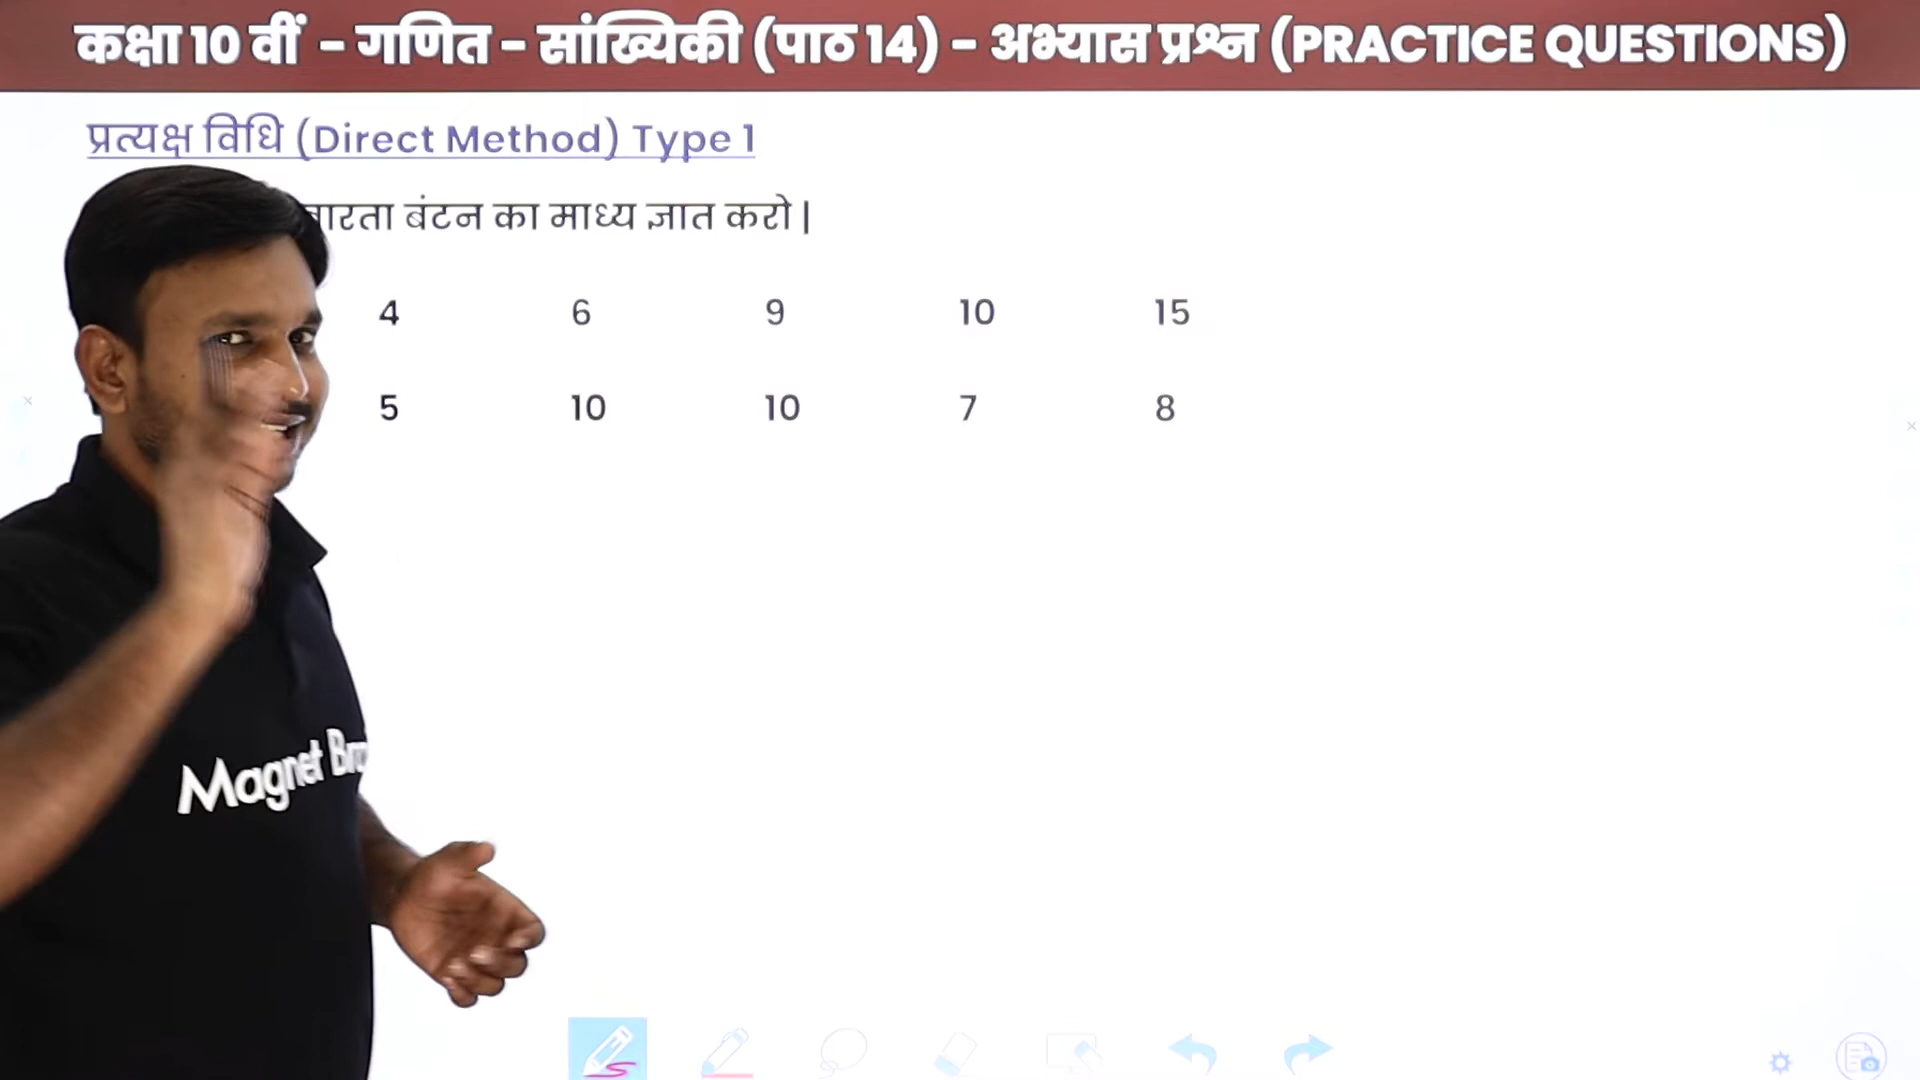 कक्षा 10 वीं - गणित - सांख्यिकी (पाठ 14) - अभ्यास प्रश्न (PRACTICE QUESTIONS)
प्रत्यक्ष विधि (Direct Method) Type 1
बंटन का माध्य ज्ञात करो |
4 6 9 10 15
5 10 10 7 8
Magnet